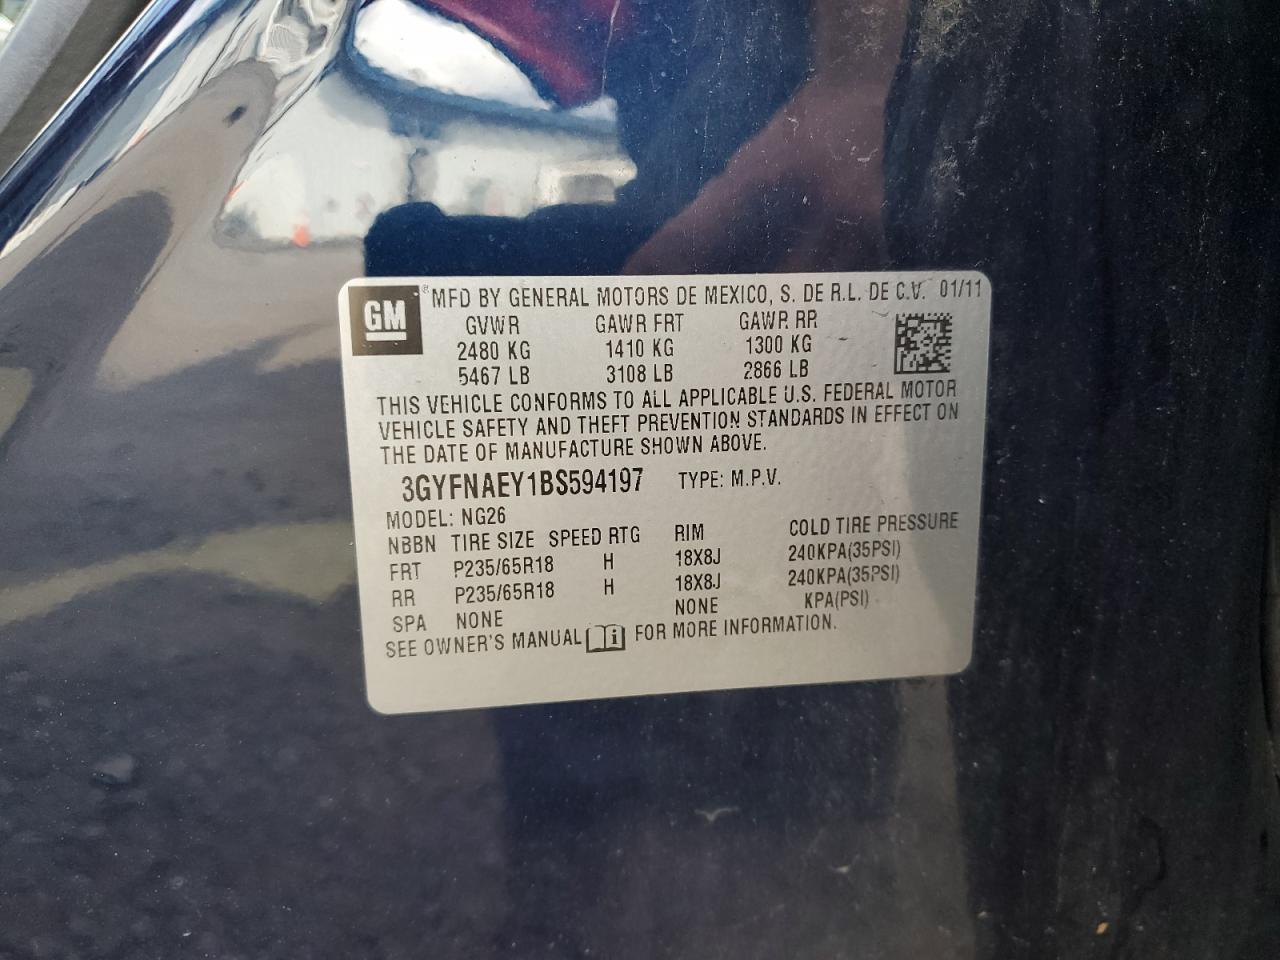 GM ® MFD BY GENERAL MOTORS DE MEXICO, S. DE R.L. DE C.V. 01/11
GVWR GAWR FRT GAWR RR
2480 KG 1410 KG 1300 KG
5467 LB 3108 LB 2866 LB
THIS VEHICLE CONFORMS TO ALL APPLICABLE U.S. FEDERAL MOTOR
VEHICLE SAFETY AND THEFT PREVENTION STANDARDS IN EFFECT ON
THE DATE OF MANUFACTURE SHOWN ABOVE.
3GYFNAEY1BS594197 TYPE: M.P.V.
MODEL: NG26
NBBN TIRE SIZE SPEED RTG RIM COLD TIRE PRESSURE
FRT P235/65R18 H 18X8J 240KPA(35PSI)
RR P235/65R18 H 18X8J 240KPA(35PSI)
SPA NONE NONE KPA(PSI)
SEE OWNER'S MANUAL i FOR MORE INFORMATION.